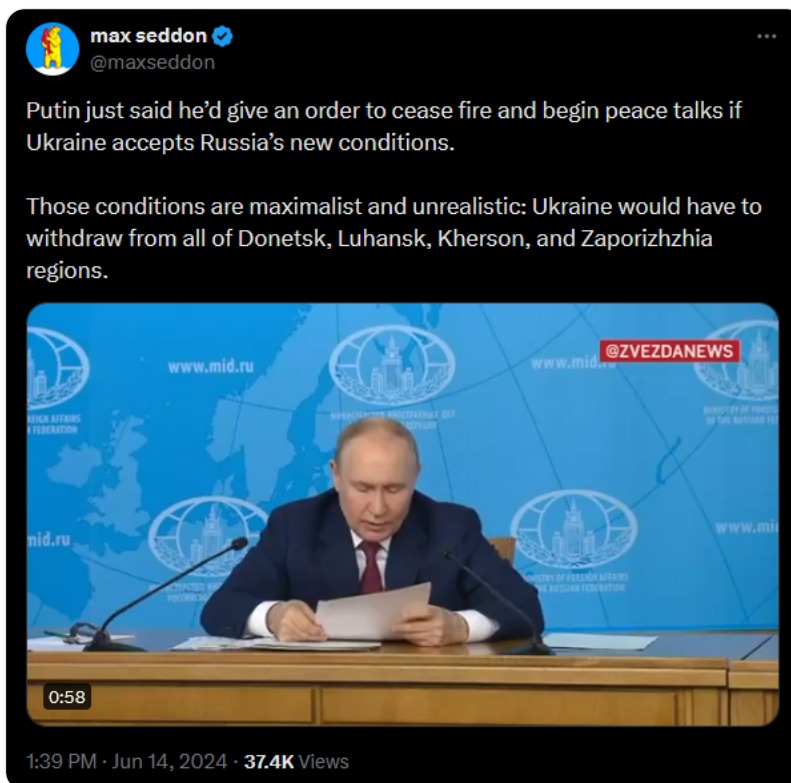 max seddon
@maxseddon
Putin just said he’d give an order to cease fire and begin peace talks if
Ukraine accepts Russia’s new conditions.
Those conditions are maximalist and unrealistic: Ukraine would have to
withdraw from all of Donetsk, Luhansk, Kherson, and Zaporizhzhia
regions.
@ZVEZDANEWS
www.mid.ru
www.mid.ru
mid.ru
www.mi
0:58
1:39 PM · Jun 14, 2024 · 37.4K Views